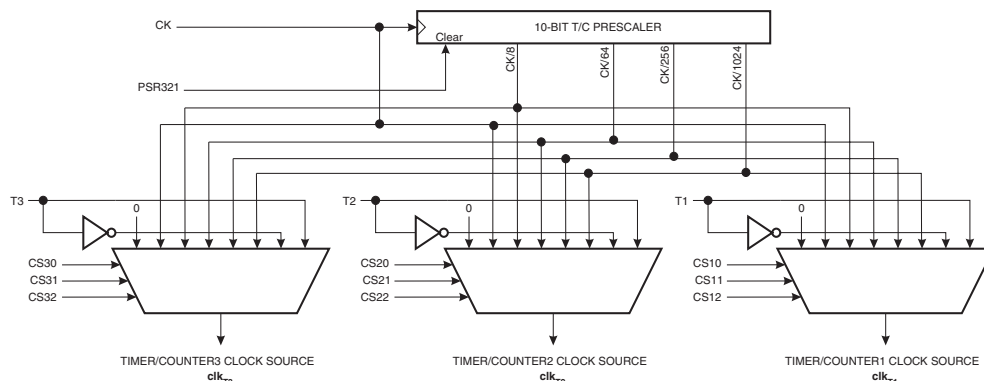 CK
10-BIT T/C PRESCALER
Clear
CK/8
CK/64
CK/256
CK/1024
PSR321
T3
0
T2
0
T1
0
CS30
CS31
CS32
CS20
CS21
CS22
CS10
CS11
CS12
TIMER/COUNTER3 CLOCK SOURCE
TIMER/COUNTER2 CLOCK SOURCE
TIMER/COUNTER1 CLOCK SOURCE
clk
clk
clk